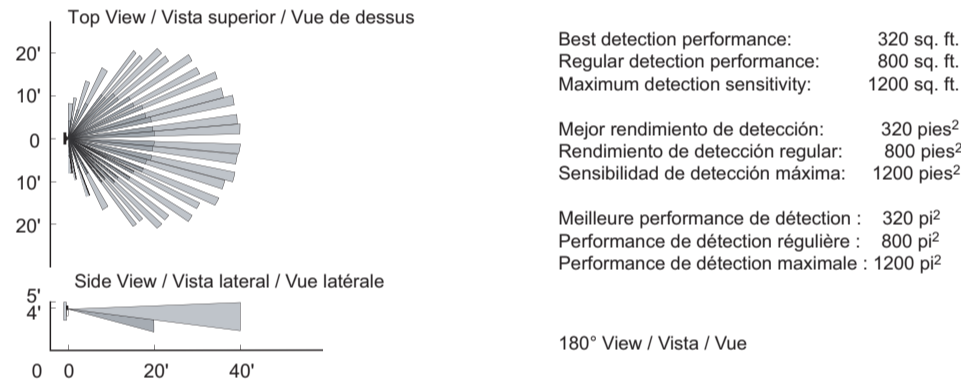 Top View / Vista superior / Vue de dessus
20'
10'
0
10'
20'
Side View / Vista lateral / Vue latérale
5'
4'
0 0 20' 40'
Best detection performance: 320 sq. ft.
Regular detection performance: 800 sq. ft.
Maximum detection sensitivity: 1200 sq. ft.
Mejor rendimiento de detección: 320 pies²
Rendimiento de detección regular: 800 pies²
Sensibilidad de detección máxima: 1200 pies²
Meilleure performance de détection : 320 pi²
Performance de détection régulière : 800 pi²
Performance de détection maximale : 1200 pi²
180° View / Vista / Vue